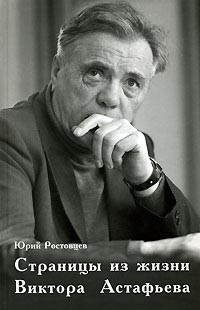 Юрий Ростовцев
Страницы из жизни
Виктора Астафьева